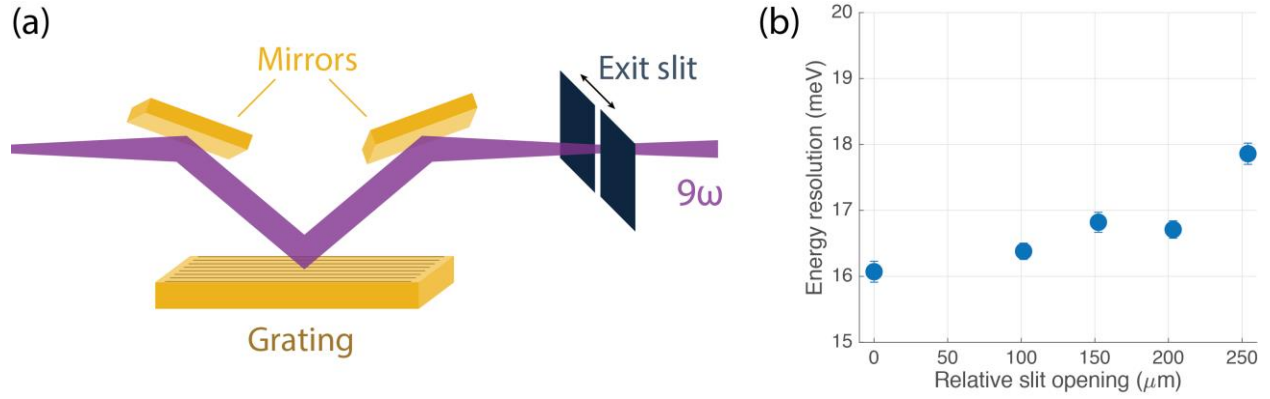 (a)
Mirrors
Exit slit
9ω
Grating
(b)
20
19
18
17
16
15
Energy resolution (meV)
0 50 100 150 200 250
Relative slit opening (μm)